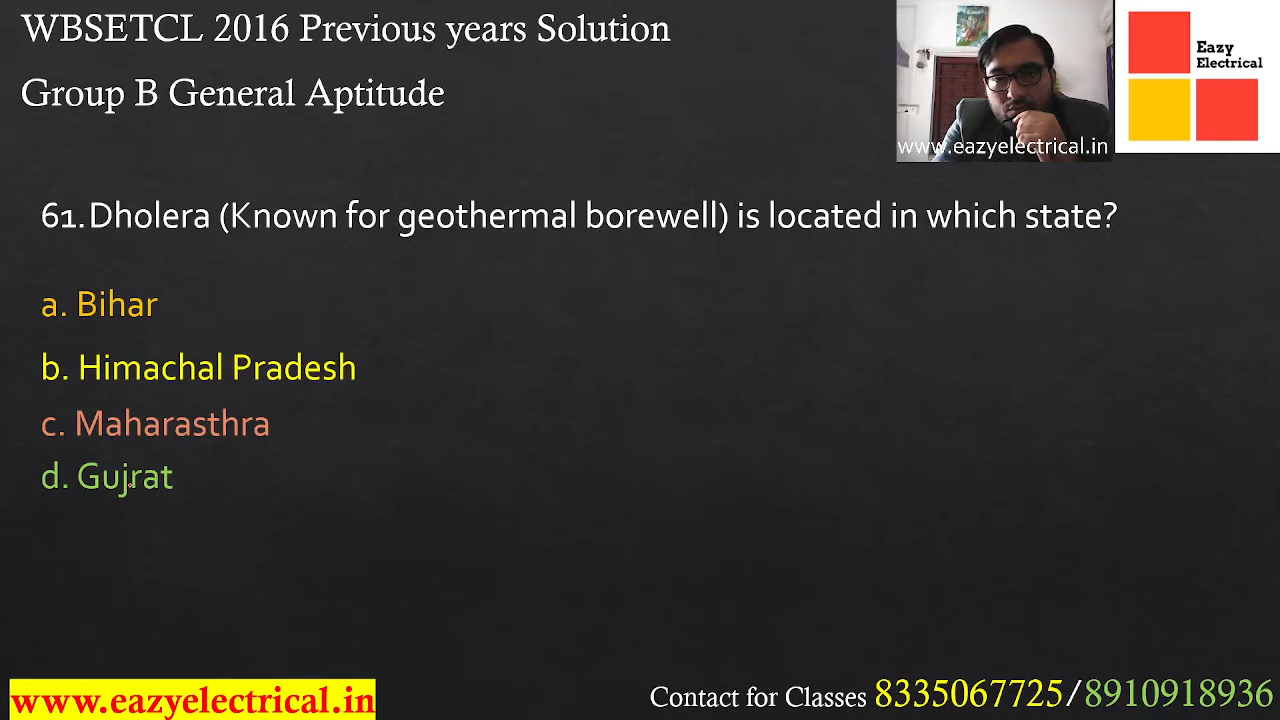 WBSETCL 2016 Previous years Solution
Group B General Aptitude
Eazy
Electrical
www.eazyelectrical.in
61.Dholera (Known for geothermal borewell) is located in which state?
a. Bihar
b. Himachal Pradesh
c. Maharasthra
d. Gujrat
www.eazyelectrical.in
Contact for Classes 8335067725/8910918936